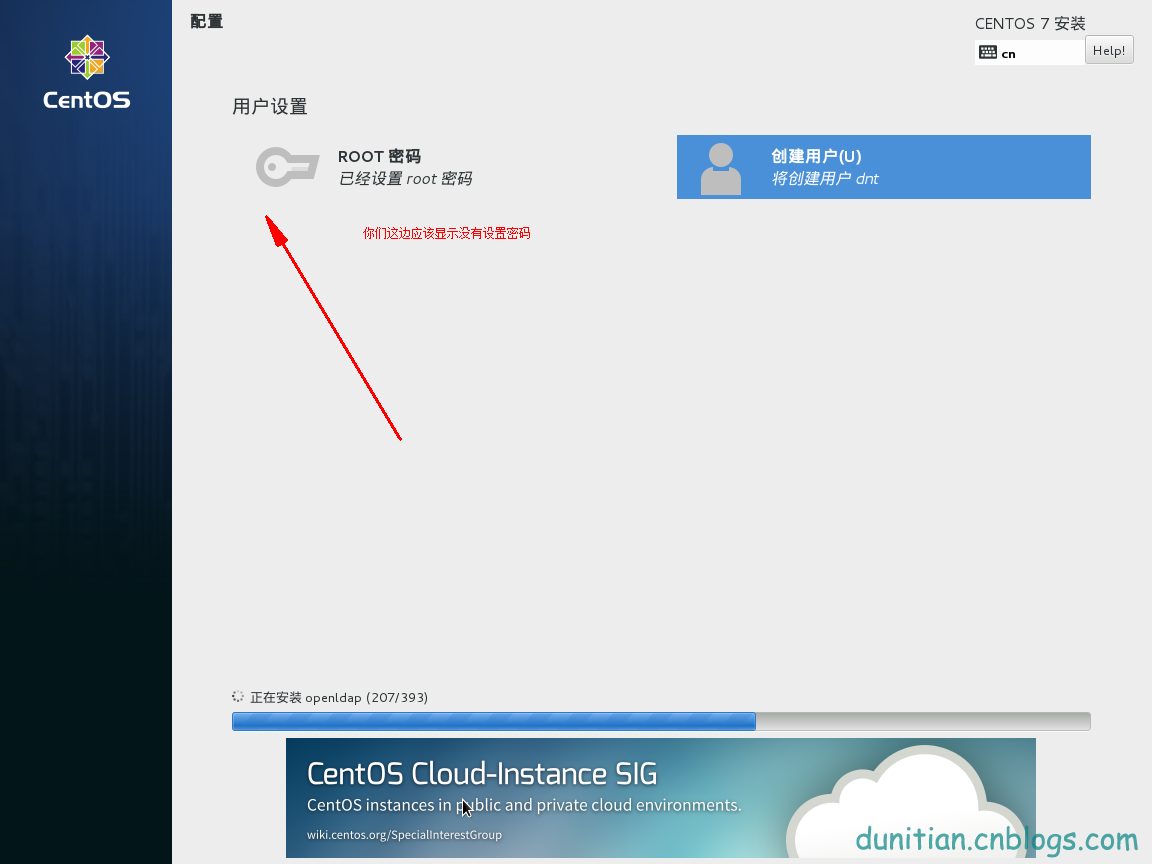 配置
CentOS
CENTOS 7 安装
cn
Help!
用户设置
ROOT 密码
已经设置 root 密码
创建用户(U)
将创建用户 dnt
你们这边应该显示没有设置密码
正在安装 openldap (207/393)
CentOS Cloud-Instance SIG
CentOS instances in public and private cloud environments.
wiki.centos.org/SpecialInterestGroup
dunitian.cnblogs.com